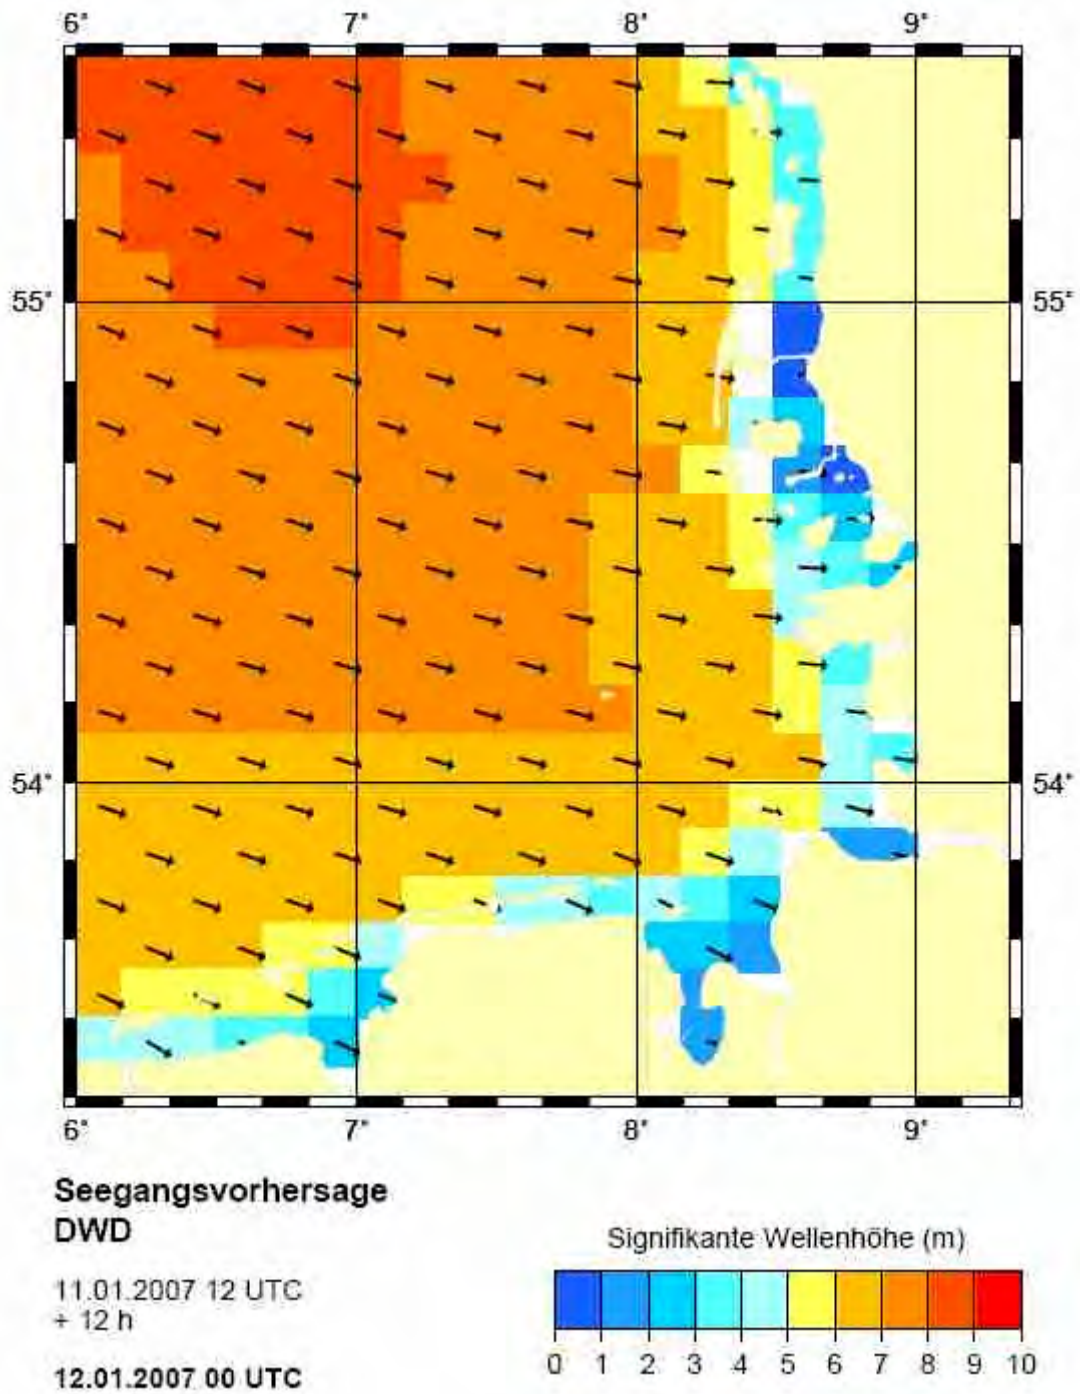 6° 7° 8° 9°
55° 55°
54° 54°
6° 7° 8° 9°
Seegangsvorhersage
DWD
11.01.2007 12 UTC
+ 12 h
12.01.2007 00 UTC
Signifikante Wellenhöhe (m)
0 1 2 3 4 5 6 7 8 9 10